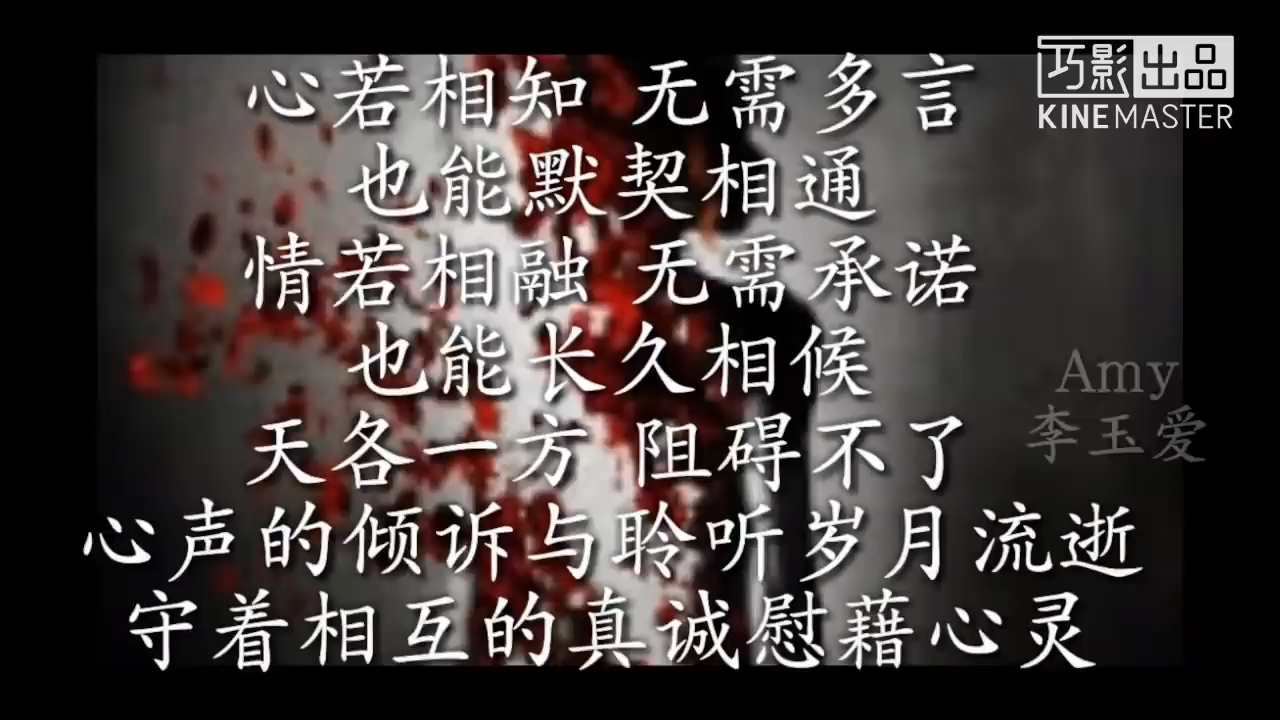 巧影出品
KINEMASTER
心若相知 无需多言
也能默契相通
情若相融 无需承诺
也能长久相候
天各一方 阻碍不了
心声的倾诉与聆听岁月流逝
守着相互的真诚慰藉心灵
Amy
李玉爱